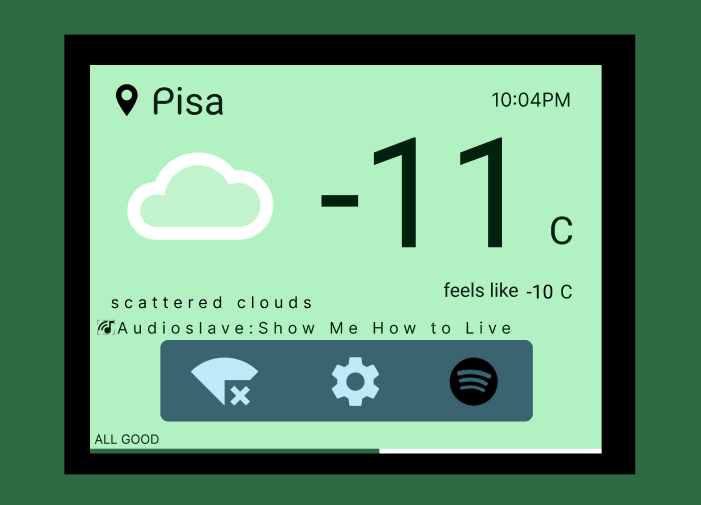 Pisa
10:04PM
-11 C
feels like -10 C
scattered clouds
Audioslave:Show Me How to Live
ALL GOOD